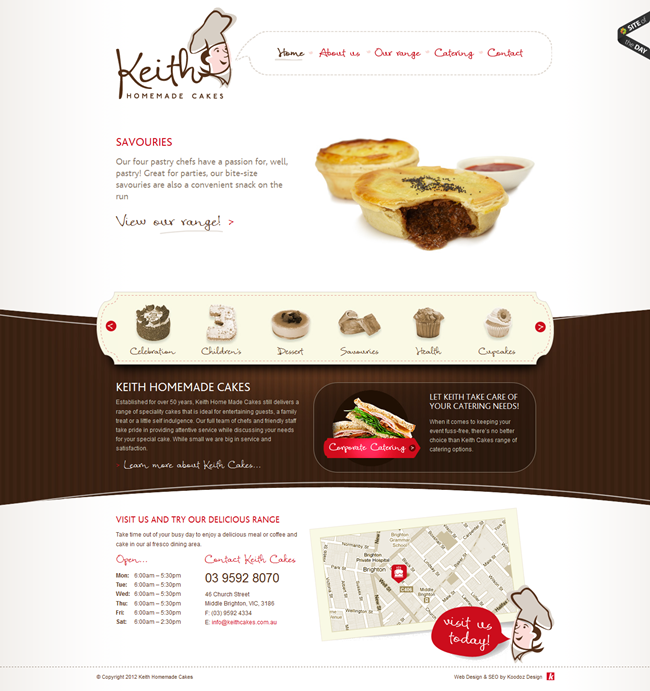 Keith
HOMEMADE CAKES
Home
About us
Our range
Catering
Contact
SITE of
the DAY
SAVOURIES
Our four pastry chefs have a passion for, well,
pastry! Great for parties, our bite-size
savouries are also a convenient snack on the
run
View our range! >
Celebration
Children's
Dessert
Savouries
Health
Cupcakes
KEITH HOMEMADE CAKES
Established for over 50 years, Keith Home Made Cakes still delivers a
range of speciality cakes that is ideal for entertaining guests, a family
treat or a little self indulgence. Our full team of chefs and friendly staff
take pride in providing attentive service while discussing your needs
for your special cake. While small we are big in service and
satisfaction.
> Learn more about Keith Cakes...
Corporate Catering
LET KEITH TAKE CARE OF
YOUR CATERING NEEDS!
When it comes to keeping your
event fuss-free, there's no better
choice than Keith Cakes range of
catering options.
VISIT US AND TRY OUR DELICIOUS RANGE
Take time out of your busy day to enjoy a delicious meal or coffee and
cake in our al fresco dining area.
Open...
Mon: 6:00am – 5:30pm
Tue: 6:00am – 5:30pm
Wed: 6:00am – 5:30pm
Thu: 6:00am – 5:30pm
Fri: 6:00am – 5:30pm
Sat: 6:00am – 2:30pm
Contact Keith Cakes
03 9592 8070
46 Church Street
Middle Brighton, VIC, 3186
F: (03) 9592 4334
E: info@keithcakes.com.au
Brighton
Grammar
School
Normanby St
Brighton
Private Hospital
Brighton
Well St
Middle
Brighton
Carpenter St
visit us
today!
© Copyright 2012 Keith Homemade Cakes
Web Design & SEO by Koodoz Design